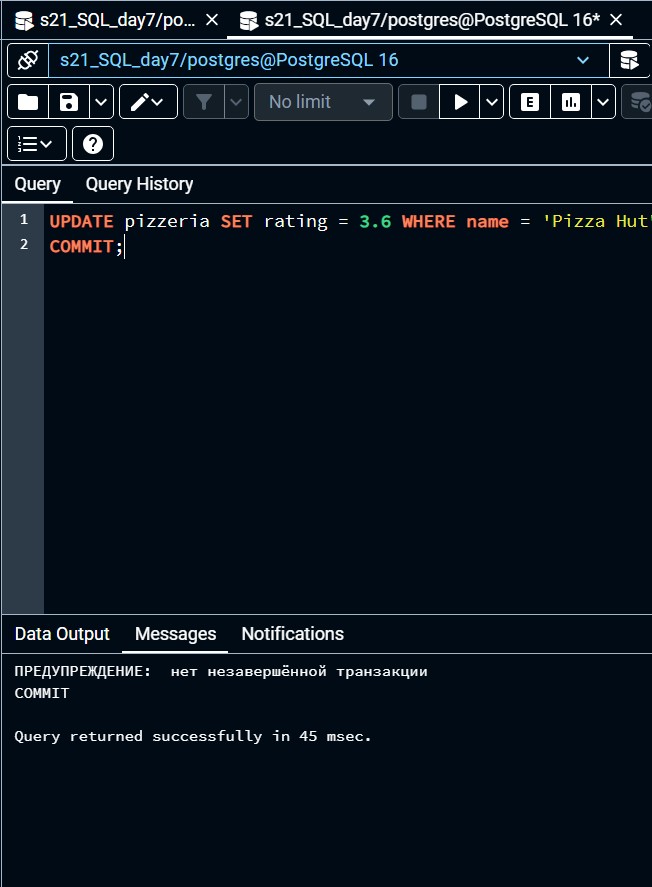 s21_SQL_day7/po... s21_SQL_day7/postgres@PostgreSQL 16*
s21_SQL_day7/postgres@PostgreSQL 16
No limit
E
Query Query History
1 UPDATE pizzeria SET rating = 3.6 WHERE name = 'Pizza Hut'
2 COMMIT;
Data Output Messages Notifications
ПРЕДУПРЕЖДЕНИЕ: нет незавершённой транзакции
COMMIT
Query returned successfully in 45 msec.